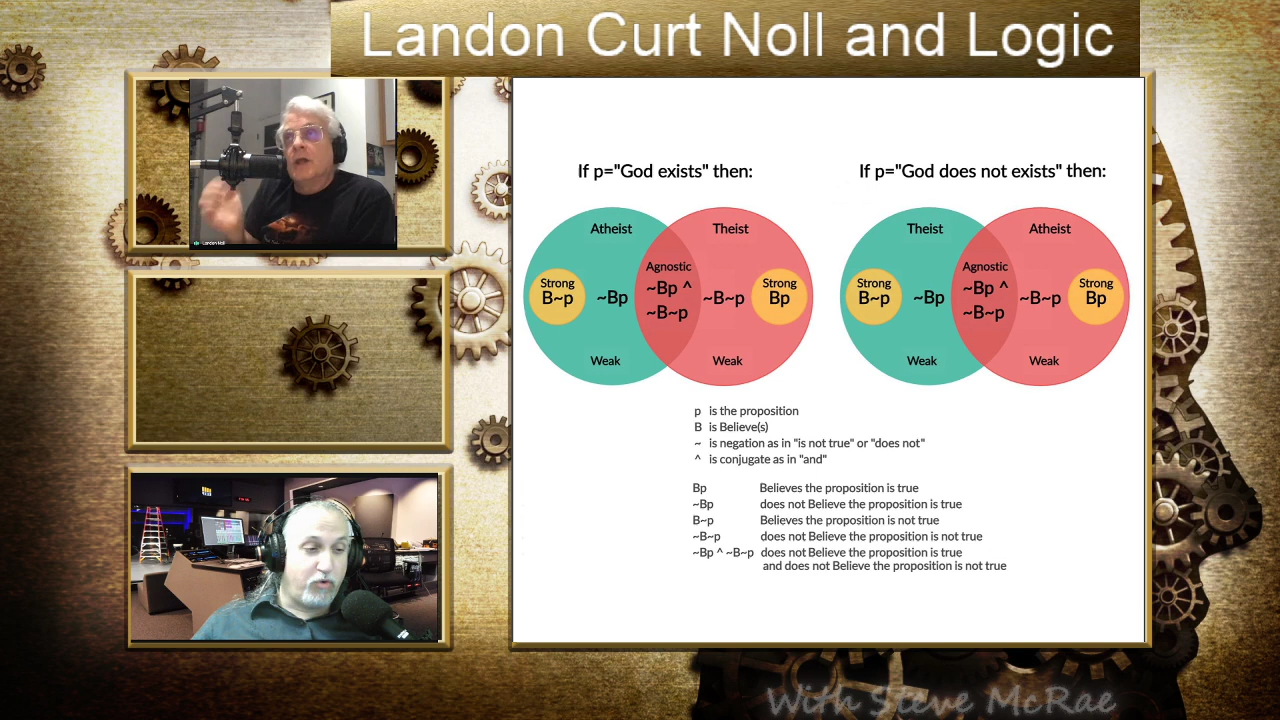 Landon Curt Noll and Logic
Landon Noll
If p="God exists" then:
Atheist
Theist
Agnostic
Strong
B~p
~Bp
~Bp ^
~B~p
~B~p
Strong
Bp
Weak
Weak
If p="God does not exists" then:
Theist
Atheist
Agnostic
Strong
B~p
~Bp
~Bp ^
~B~p
~B~p
Strong
Bp
Weak
Weak
p is the proposition
B is Believe(s)
~ is negation as in "is not true" or "does not"
^ is conjugate as in "and"
Bp Believes the proposition is true
~Bp does not Believe the proposition is true
B~p Believes the proposition is not true
~B~p does not Believe the proposition is not true
~Bp ^ ~B~p does not Believe the proposition is true
and does not Believe the proposition is not true
With Steve McRae